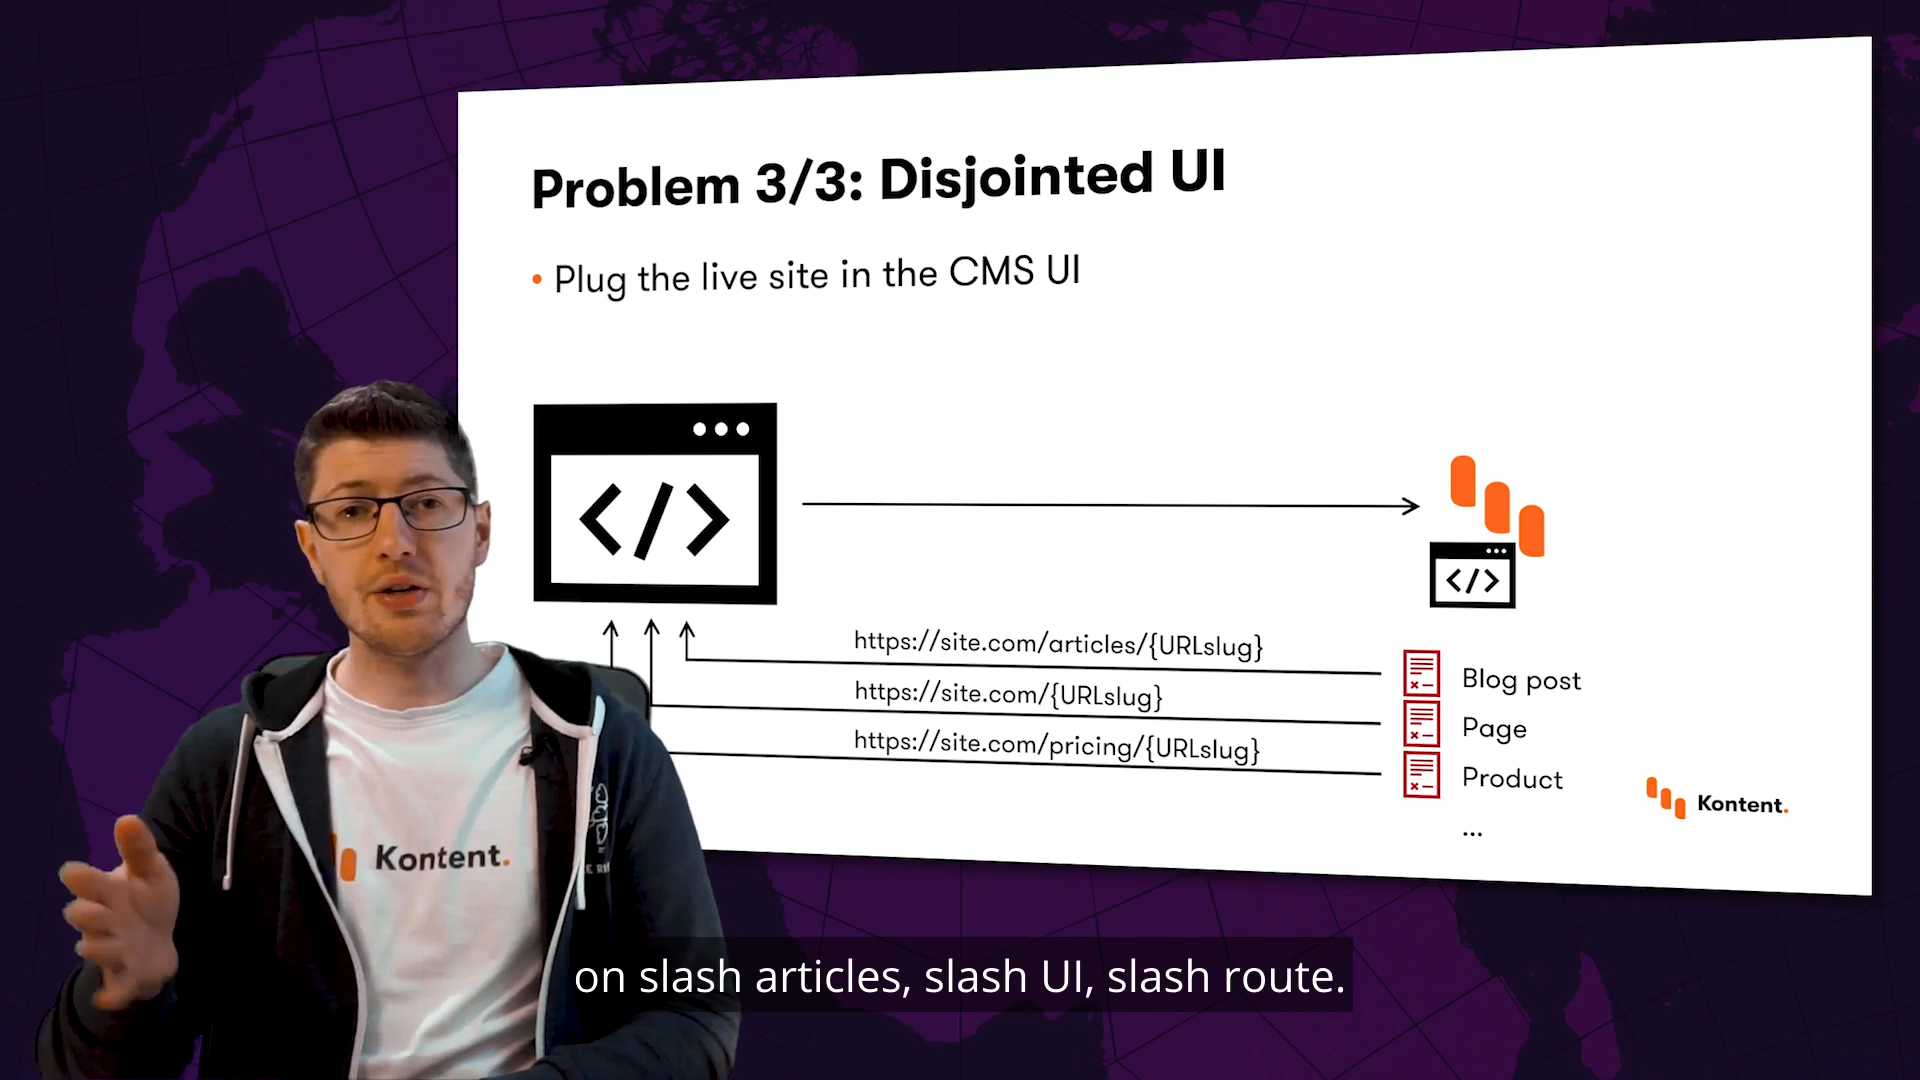 Problem 3/3: Disjointed UI
• Plug the live site in the CMS UI
</>
</>
https://site.com/articles/{URLslug}
Blog post
https://site.com/{URLslug}
Page
https://site.com/pricing/{URLslug}
Product
...
Kontent.
Kontent.
on slash articles, slash UI, slash route.